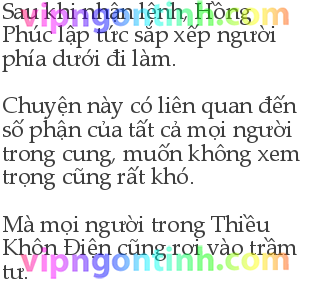 Sau khi nhận lệnh, Hồng
Phúc lập tức sắp xếp người
phía dưới đi làm.
Chuyện này có liên quan đến
số phận của tất cả mọi người
trong cung, muốn không xem
trọng cũng rất khó.
Mà mọi người trong Thiều
Khôn Điện cũng rơi vào trầm
tư.
vipngontinh.com
vipngontinh.com